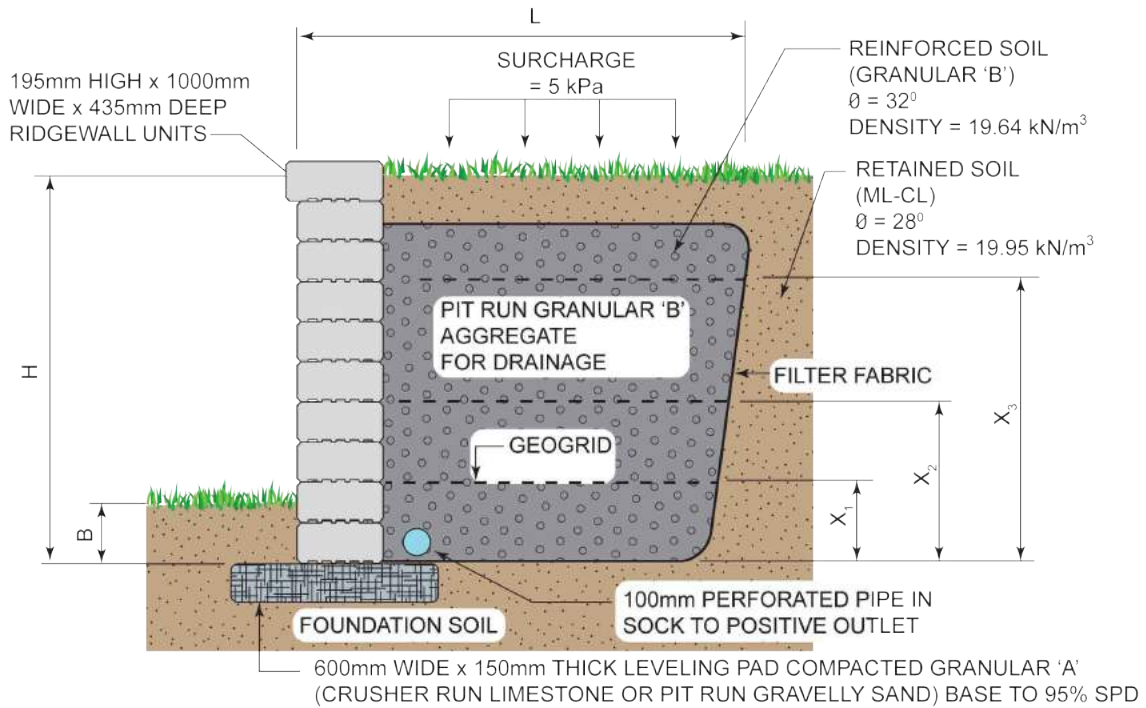 L
SURCHARGE
= 5 kPa
195mm HIGH x 1000mm
WIDE x 435mm DEEP
RIDGEWALL UNITS
REINFORCED SOIL
(GRANULAR ‘B’)
Ø = 32⁰
DENSITY = 19.64 kN/m³
RETAINED SOIL
(ML-CL)
Ø = 28⁰
DENSITY = 19.95 kN/m³
H
PIT RUN GRANULAR ‘B’
AGGREGATE
FOR DRAINAGE
FILTER FABRIC
X₃
GEOGRID
X₂
X₁
B
100mm PERFORATED PIPE IN
SOCK TO POSITIVE OUTLET
FOUNDATION SOIL
600mm WIDE x 150mm THICK LEVELING PAD COMPACTED GRANULAR ‘A’
(CRUSHER RUN LIMESTONE OR PIT RUN GRAVELLY SAND) BASE TO 95% SPD